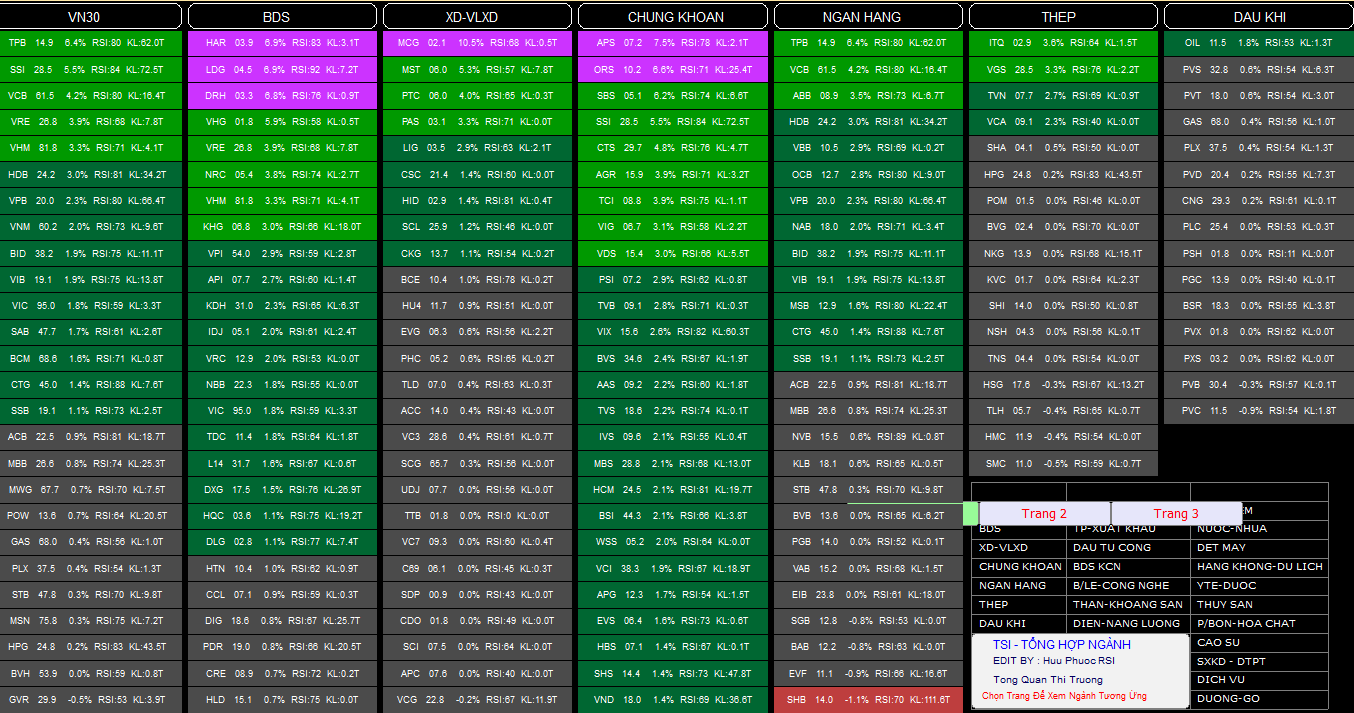 VN30
TPB 14.9 6.4% RSI:80 KL:62.0T
SSI 28.5 5.5% RSI:84 KL:72.5T
VCB 61.5 4.2% RSI:80 KL:16.4T
VRE 26.8 3.9% RSI:68 KL:7.8T
VHM 81.8 3.3% RSI:71 KL:4.1T
HDB 24.2 3.0% RSI:81 KL:34.2T
VPB 20.0 2.3% RSI:80 KL:66.4T
VNM 60.2 2.0% RSI:73 KL:9.6T
BID 38.2 1.9% RSI:75 KL:11.1T
VIB 19.1 1.9% RSI:75 KL:13.8T
VIC 95.0 1.8% RSI:59 KL:3.3T
SAB 47.7 1.7% RSI:61 KL:2.6T
BCM 68.6 1.6% RSI:71 KL:0.8T
CTG 45.0 1.4% RSI:88 KL:7.6T
SSB 19.1 1.1% RSI:73 KL:2.5T
ACB 22.5 0.9% RSI:81 KL:18.7T
MBB 26.6 0.8% RSI:74 KL:25.3T
MWG 67.7 0.7% RSI:70 KL:7.5T
POW 13.6 0.7% RSI:64 KL:20.5T
GAS 68.0 0.4% RSI:56 KL:1.0T
PLX 37.5 0.4% RSI:54 KL:1.3T
STB 47.8 0.3% RSI:70 KL:9.8T
MSN 75.8 0.3% RSI:75 KL:7.2T
HPG 24.8 0.2% RSI:83 KL:43.5T
BVH 53.9 0.0% RSI:59 KL:0.8T
GVR 29.9 -0.5% RSI:53 KL:3.9T
BDS
HAR 03.9 6.9% RSI:83 KL:3.1T
LDG 04.5 6.9% RSI:92 KL:7.2T
DRH 03.3 6.8% RSI:76 KL:0.9T
VHG 01.8 5.9% RSI:58 KL:0.5T
VRE 26.8 3.9% RSI:68 KL:7.8T
NRC 05.4 3.8% RSI:74 KL:2.7T
VHM 81.8 3.3% RSI:71 KL:4.1T
KHG 06.8 3.0% RSI:66 KL:18.0T
VPI 54.0 2.9% RSI:59 KL:2.8T
API 07.7 2.7% RSI:60 KL:1.4T
KDH 31.0 2.3% RSI:65 KL:6.3T
IDJ 05.1 2.0% RSI:61 KL:2.4T
VRC 12.9 2.0% RSI:53 KL:0.0T
NBB 22.3 1.8% RSI:55 KL:0.0T
VIC 95.0 1.8% RSI:59 KL:3.3T
TDC 11.4 1.8% RSI:64 KL:1.8T
L14 31.7 1.6% RSI:67 KL:0.6T
DXG 17.5 1.5% RSI:76 KL:26.9T
HQC 03.6 1.1% RSI:75 KL:19.2T
DLG 02.8 1.1% RSI:77 KL:7.4T
HTN 10.4 1.0% RSI:62 KL:0.9T
CCL 07.1 0.9% RSI:59 KL:0.3T
DIG 18.6 0.8% RSI:67 KL:25.7T
PDR 19.0 0.8% RSI:66 KL:20.5T
CRE 08.9 0.7% RSI:72 KL:0.2T
HLD 15.1 0.7% RSI:75 KL:0.0T
XD-VLXD
MCG 02.1 10.5% RSI:68 KL:0.5T
MST 06.0 5.3% RSI:57 KL:7.8T
PTC 06.0 4.0% RSI:65 KL:0.3T
PAS 03.1 3.3% RSI:71 KL:0.0T
LIG 03.5 2.9% RSI:63 KL:2.1T
CSC 21.4 1.4% RSI:60 KL:0.0T
HID 02.9 1.4% RSI:81 KL:0.4T
SCL 25.9 1.2% RSI:46 KL:0.0T
CKG 13.7 1.1% RSI:54 KL:0.2T
BCE 10.4 1.0% RSI:78 KL:0.2T
HU4 11.7 0.9% RSI:51 KL:0.0T
EVG 06.3 0.6% RSI:56 KL:2.2T
PHC 05.2 0.6% RSI:65 KL:0.2T
TLD 07.0 0.4% RSI:63 KL:0.3T
ACC 14.0 0.4% RSI:43 KL:0.0T
VC3 28.6 0.4% RSI:61 KL:0.7T
SCG 65.7 0.3% RSI:56 KL:0.0T
UDJ 07.7 0.0% RSI:56 KL:0.0T
TTB 01.8 0.0% RSI:0 KL:0.0T
VC7 09.3 0.0% RSI:60 KL:0.4T
C69 06.1 0.0% RSI:45 KL:0.3T
SDP 00.9 0.0% RSI:43 KL:0.0T
CDO 01.8 0.0% RSI:49 KL:0.0T
SCI 07.5 0.0% RSI:64 KL:0.0T
APC 07.6 0.0% RSI:40 KL:0.0T
VCG 22.8 -0.2% RSI:67 KL:11.9T
CHUNG KHOAN
APS 07.2 7.5% RSI:78 KL:2.1T
ORS 10.2 6.6% RSI:71 KL:25.4T
SBS 05.1 6.2% RSI:74 KL:6.6T
SSI 28.5 5.5% RSI:84 KL:72.5T
CTS 29.7 4.8% RSI:76 KL:4.7T
AGR 15.9 3.9% RSI:71 KL:3.2T
TCI 08.8 3.9% RSI:75 KL:1.1T
VIG 06.7 3.1% RSI:58 KL:2.2T
VDS 15.4 3.0% RSI:66 KL:5.5T
PSI 07.2 2.9% RSI:62 KL:0.8T
TVB 09.1 2.8% RSI:71 KL:0.3T
VIX 15.6 2.6% RSI:82 KL:60.3T
BVS 34.6 2.4% RSI:67 KL:1.9T
AAS 09.2 2.2% RSI:60 KL:1.8T
TVS 18.6 2.2% RSI:74 KL:0.1T
IVS 09.6 2.1% RSI:55 KL:0.4T
MBS 28.8 2.1% RSI:68 KL:13.0T
HCM 24.5 2.1% RSI:81 KL:19.7T
BSI 44.3 2.1% RSI:66 KL:3.8T
WSS 05.2 2.0% RSI:64 KL:0.0T
VCI 38.3 1.9% RSI:67 KL:18.9T
APG 12.3 1.7% RSI:54 KL:1.5T
EVS 06.4 1.6% RSI:73 KL:0.6T
HBS 07.1 1.4% RSI:67 KL:0.1T
SHS 14.4 1.4% RSI:73 KL:47.8T
VND 18.0 1.4% RSI:69 KL:36.6T
NGAN HANG
TPB 14.9 6.4% RSI:80 KL:62.0T
VCB 61.5 4.2% RSI:80 KL:16.4T
ABB 08.9 3.5% RSI:73 KL:6.7T
HDB 24.2 3.0% RSI:81 KL:34.2T
VBB 10.5 2.9% RSI:69 KL:0.2T
OCB 12.7 2.8% RSI:80 KL:9.0T
VPB 20.0 2.3% RSI:80 KL:66.4T
NAB 18.0 2.0% RSI:71 KL:3.4T
BID 38.2 1.9% RSI:75 KL:11.1T
VIB 19.1 1.9% RSI:75 KL:13.8T
MSB 12.9 1.6% RSI:80 KL:22.4T
CTG 45.0 1.4% RSI:88 KL:7.6T
SSB 19.1 1.1% RSI:73 KL:2.5T
ACB 22.5 0.9% RSI:81 KL:18.7T
MBB 26.6 0.8% RSI:74 KL:25.3T
NVB 15.5 0.6% RSI:89 KL:0.8T
KLB 18.1 0.6% RSI:65 KL:0.5T
STB 47.8 0.3% RSI:70 KL:9.8T
BVB 13.6 0.0% RSI:65 KL:6.2T
PGB 14.0 0.0% RSI:52 KL:0.1T
VAB 15.2 0.0% RSI:68 KL:1.5T
EIB 23.8 0.0% RSI:61 KL:18.0T
SGB 12.8 -0.8% RSI:53 KL:0.0T
BAB 12.2 -0.8% RSI:63 KL:0.0T
EVF 11.1 -0.9% RSI:66 KL:16.6T
SHB 14.0 -1.1% RSI:70 KL:111.6T
THEP
ITQ 02.9 3.6% RSI:64 KL:1.5T
VGS 28.5 3.3% RSI:76 KL:2.2T
TVN 07.7 2.7% RSI:69 KL:0.9T
VCA 09.1 2.3% RSI:40 KL:0.0T
SHA 04.1 0.5% RSI:50 KL:0.0T
HPG 24.8 0.2% RSI:83 KL:43.5T
POM 01.5 0.0% RSI:46 KL:0.0T
BVG 02.4 0.0% RSI:70 KL:0.0T
NKG 13.9 0.0% RSI:68 KL:15.1T
KVC 01.7 0.0% RSI:64 KL:2.3T
SHI 14.0 0.0% RSI:50 KL:0.8T
NSH 04.3 0.0% RSI:56 KL:0.1T
TNS 04.4 0.0% RSI:54 KL:0.0T
HSG 17.6 -0.3% RSI:67 KL:13.2T
TLH 05.7 -0.4% RSI:65 KL:0.7T
HMC 11.9 -0.4% RSI:54 KL:0.0T
SMC 11.0 -0.5% RSI:59 KL:0.7T
DAU KHI
OIL 11.5 1.8% RSI:53 KL:1.3T
PVS 32.8 0.6% RSI:54 KL:6.3T
PVT 18.0 0.6% RSI:54 KL:3.0T
GAS 68.0 0.4% RSI:56 KL:1.0T
PLX 37.5 0.4% RSI:54 KL:1.3T
PVD 20.4 0.2% RSI:55 KL:7.3T
CNG 29.3 0.2% RSI:61 KL:0.1T
PLC 25.4 0.0% RSI:53 KL:0.3T
PSH 01.8 0.0% RSI:11 KL:0.0T
PGC 13.9 0.0% RSI:40 KL:0.1T
BSR 18.3 0.0% RSI:55 KL:3.8T
PVX 01.8 0.0% RSI:62 KL:0.0T
PXS 03.2 0.0% RSI:62 KL:0.0T
PVB 30.4 -0.3% RSI:57 KL:0.1T
PVC 11.5 -0.9% RSI:54 KL:1.8T
Trang 2 Trang 3
BDS TP-XUAT KHAU NUOC-NHUA
XD-VLXD DAU TU CONG DET MAY
CHUNG KHOAN BDS KCN HANG KHONG-DU LICH
NGAN HANG B/LE-CONG NGHE YTE-DUOC
THEP THAN-KHOANG SAN THUY SAN
DAU KHI DIEN-NANG LUONG P/BON-HOA CHAT
CAO SU
SXKD - DTPT
DICH VU
DUONG-GO
TSI - TỔNG HỢP NGÀNH
EDIT BY : Huu Phuoc RSI
Tong Quan Thi Truong
Chọn Trang Để Xem Ngành Tương Ứng